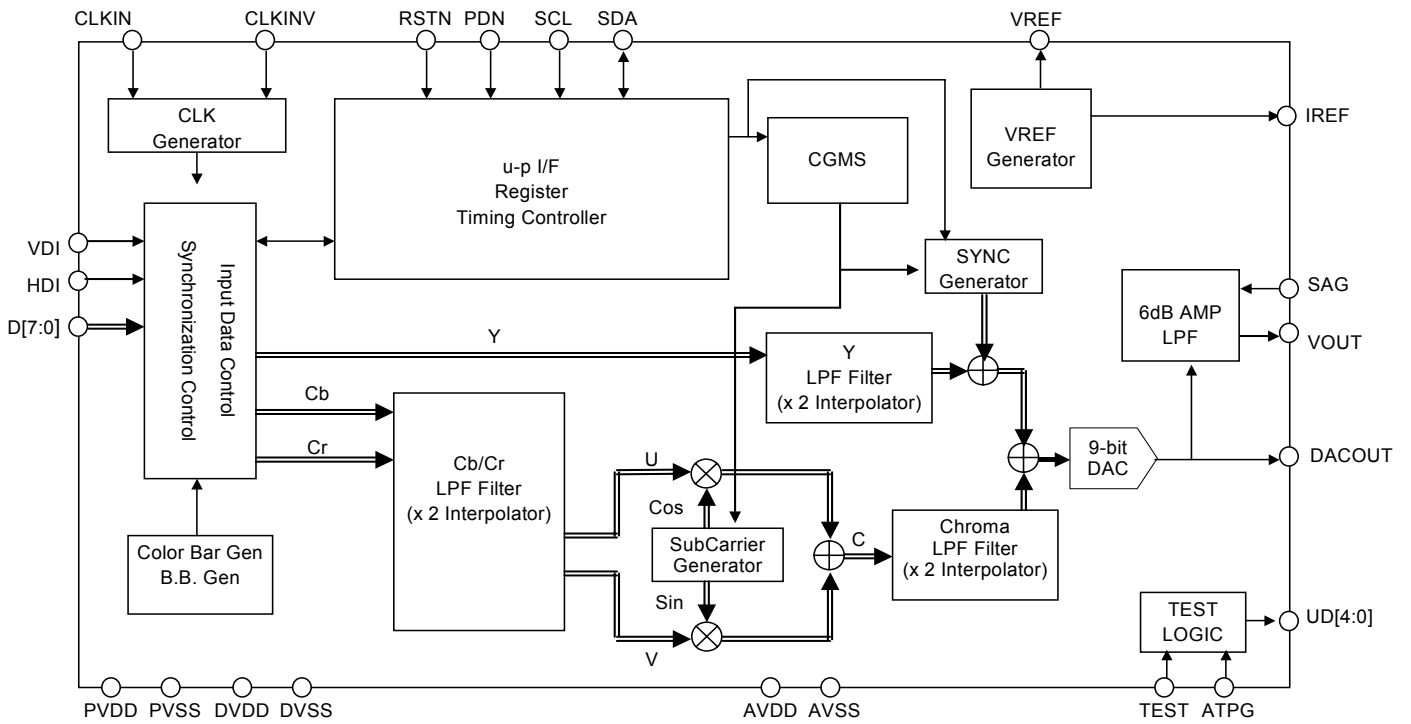 CLKIN
CLKINV
RSTN
PDN
SCL
SDA
VREF
CLK
Generator
u-p I/F
Register
Timing Controller
CGMS
VREF
Generator
IREF
VDI
HDI
D[7:0]
Input Data Control
Synchronization Control
SYNC
Generator
6dB AMP
LPF
SAG
VOUT
Y
Y
LPF Filter
(x 2 Interpolator)
Cb
Cr
Cb/Cr
LPF Filter
(x 2 Interpolator)
U
Cos
SubCarrier
Generator
Sin
V
C
Chroma
LPF Filter
(x 2 Interpolator)
9-bit
DAC
DACOUT
Color Bar Gen
B.B. Gen
TEST
LOGIC
UD[4:0]
PVDD
PVSS
DVDD
DVSS
AVDD
AVSS
TEST
ATPG